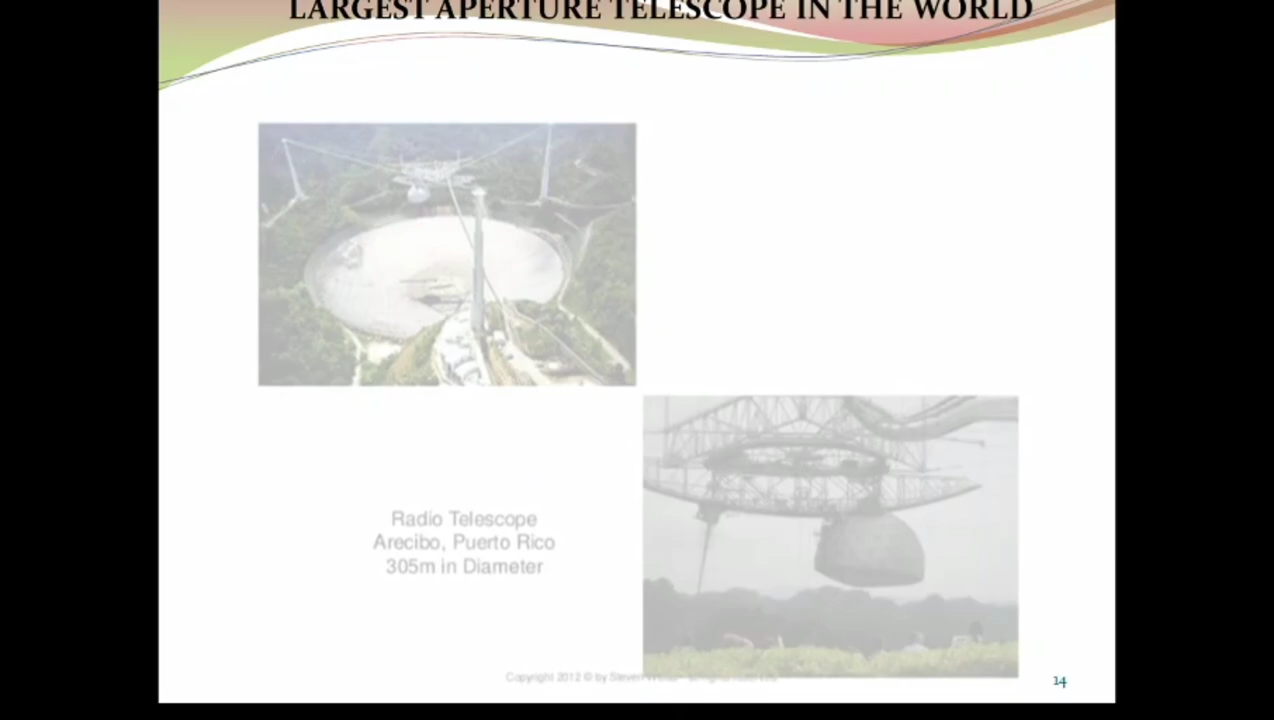 LARGEST APERTURE TELESCOPE IN THE WORLD
Radio Telescope
Arecibo, Puerto Rico
305m in Diameter
Copyright 2012 © by Steven
14